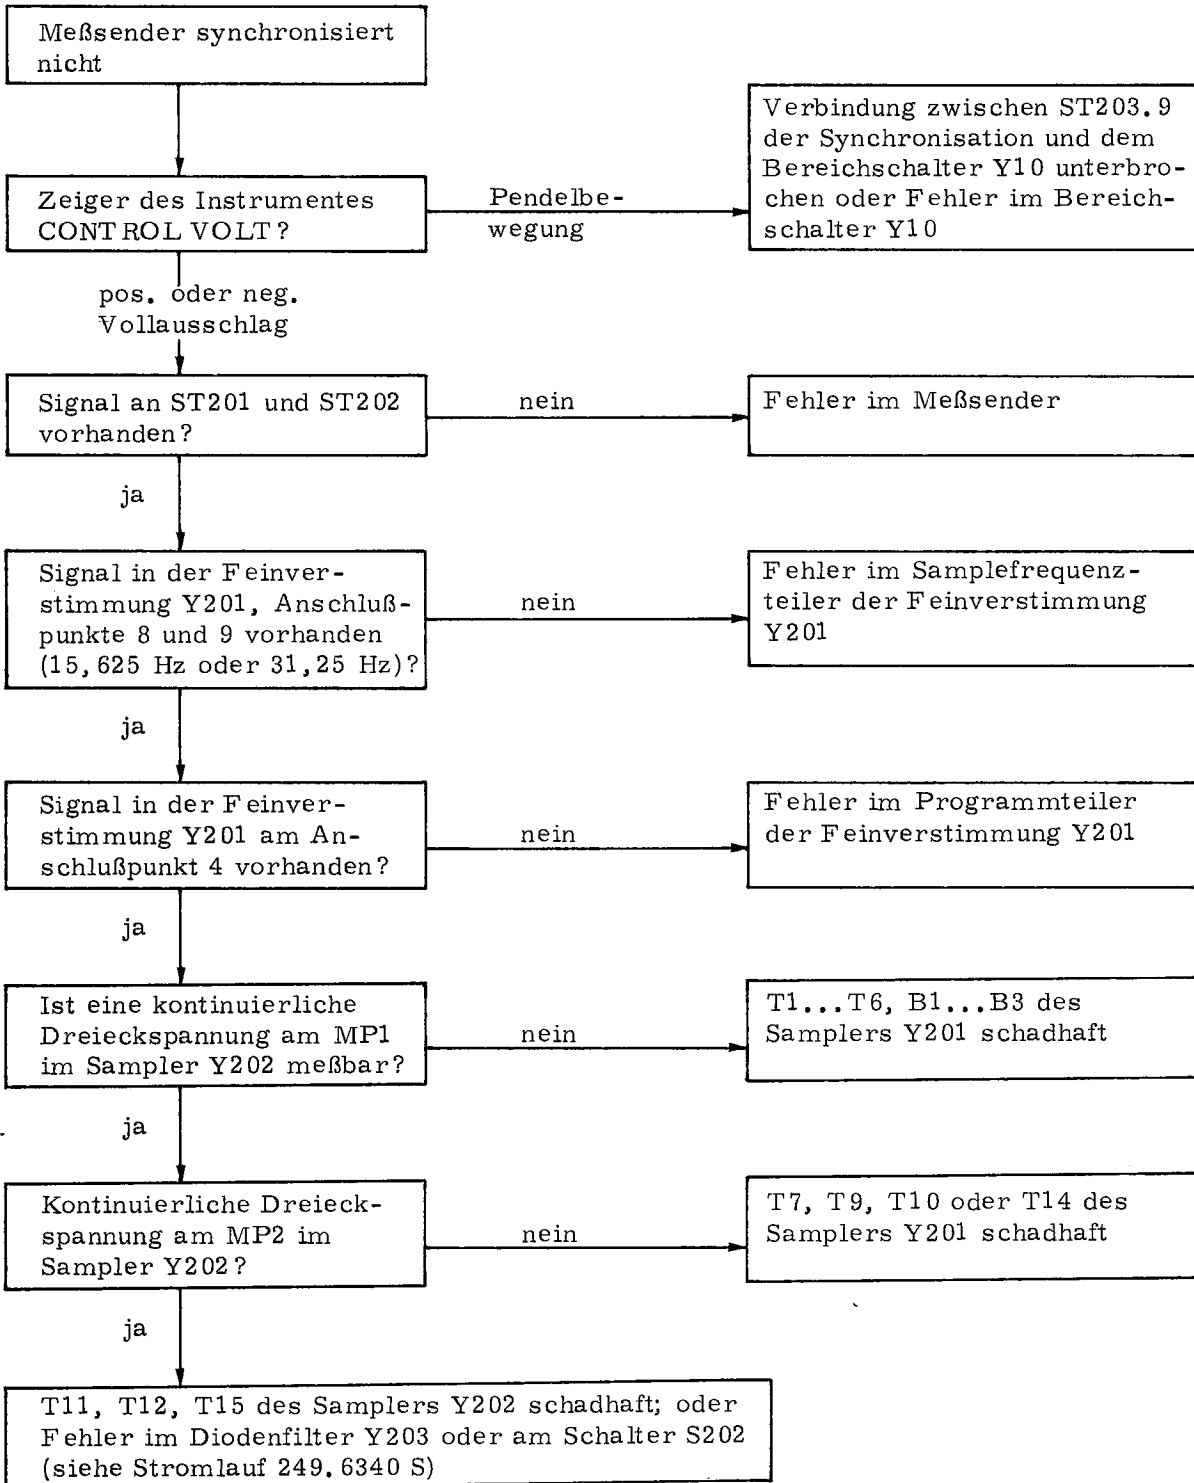 Meßsender synchronisiert
nicht
Zeiger des Instrumentes
CONTROL VOLT?
Pendelbe-
wegung
Verbindung zwischen ST203.9
der Synchronisation und dem
Bereichschalter Y10 unterbro-
chen oder Fehler im Bereich-
schalter Y10
pos. oder neg.
Vollausschlag
Signal an ST201 und ST202
vorhanden?
nein
Fehler im Meßsender
ja
Signal in der Feinver-
stimmung Y201, Anschluß-
punkte 8 und 9 vorhanden
(15,625 Hz oder 31,25 Hz)?
nein
Fehler im Samplefrequenz-
teiler der Feinverstimmung
Y201
ja
Signal in der Feinver-
stimmung Y201 am An-
schlußpunkt 4 vorhanden?
nein
Fehler im Programmteiler
der Feinverstimmung Y201
ja
Ist eine kontinuierliche
Dreieckspannung am MP1
im Sampler Y202 meßbar?
nein
T1...T6, B1...B3 des
Samplers Y201 schadhaft
ja
Kontinuierliche Dreieck-
spannung am MP2 im
Sampler Y202?
nein
T7, T9, T10 oder T14 des
Samplers Y201 schadhaft
ja
T11, T12, T15 des Samplers Y202 schadhaft; oder
Fehler im Diodenfilter Y203 oder am Schalter S202
(siehe Stromlauf 249.6340 S)